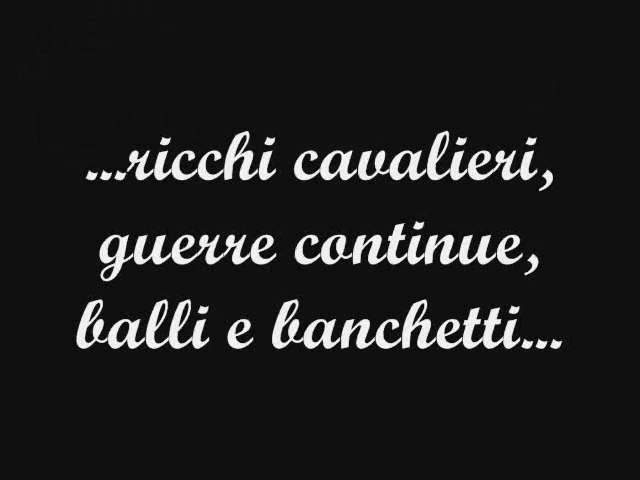 ...ricchi cavalieri,
guerre continue,
balli e banchetti...